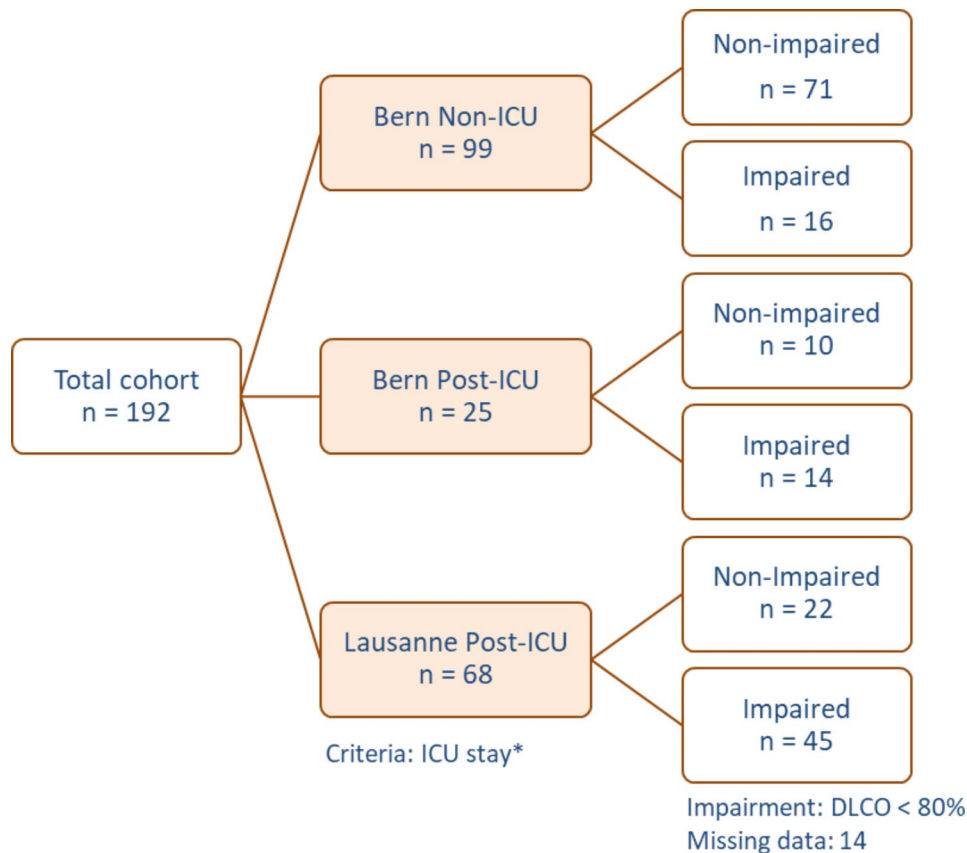 Total cohort
n = 192
Bern Non-ICU
n = 99
Non-impaired
n = 71
Impaired
n = 16
Bern Post-ICU
n = 25
Non-impaired
n = 10
Impaired
n = 14
Lausanne Post-ICU
n = 68
Non-Impaired
n = 22
Impaired
n = 45
Criteria: ICU stay*
Impairment: DLCO < 80%
Missing data: 14